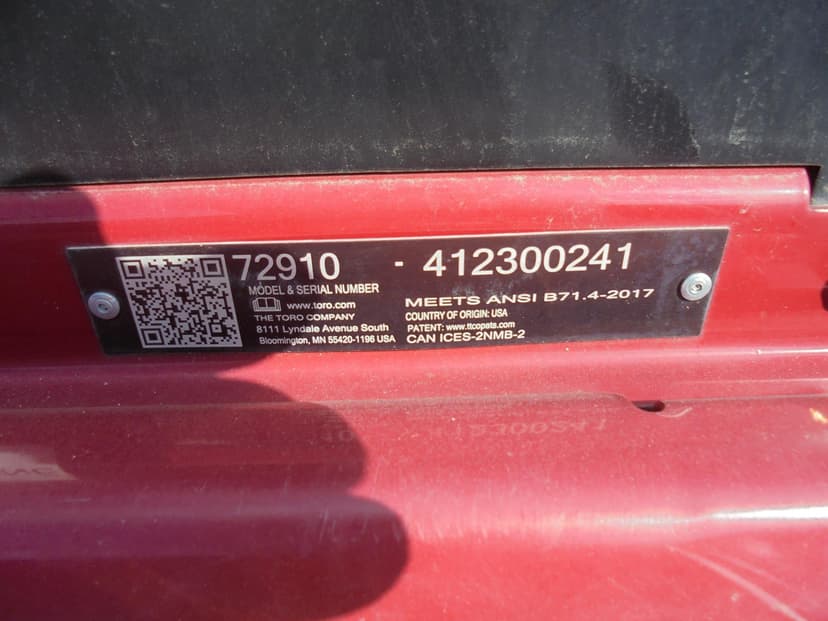 72910 - 412300241
MODEL & SERIAL NUMBER
www.toro.com
THE TORO COMPANY
8111 Lyndale Avenue South
Bloomington, MN 55420-1196 USA
MEETS ANSI B71.4-2017
COUNTRY OF ORIGIN: USA
PATENT: www.ttcopats.com
CAN ICES-2NMB-2
412300241